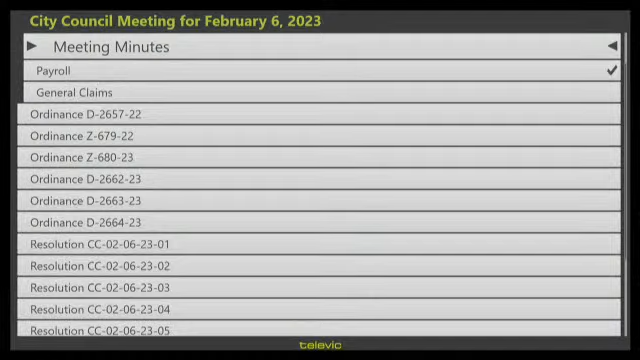 City Council Meeting for February 6, 2023
Meeting Minutes
Payroll
General Claims
Ordinance D-2657-22
Ordinance Z-679-22
Ordinance Z-680-23
Ordinance D-2662-23
Ordinance D-2663-23
Ordinance D-2664-23
Resolution CC-02-06-23-01
Resolution CC-02-06-23-02
Resolution CC-02-06-23-03
Resolution CC-02-06-23-04
Resolution CC-02-06-23-05
televic